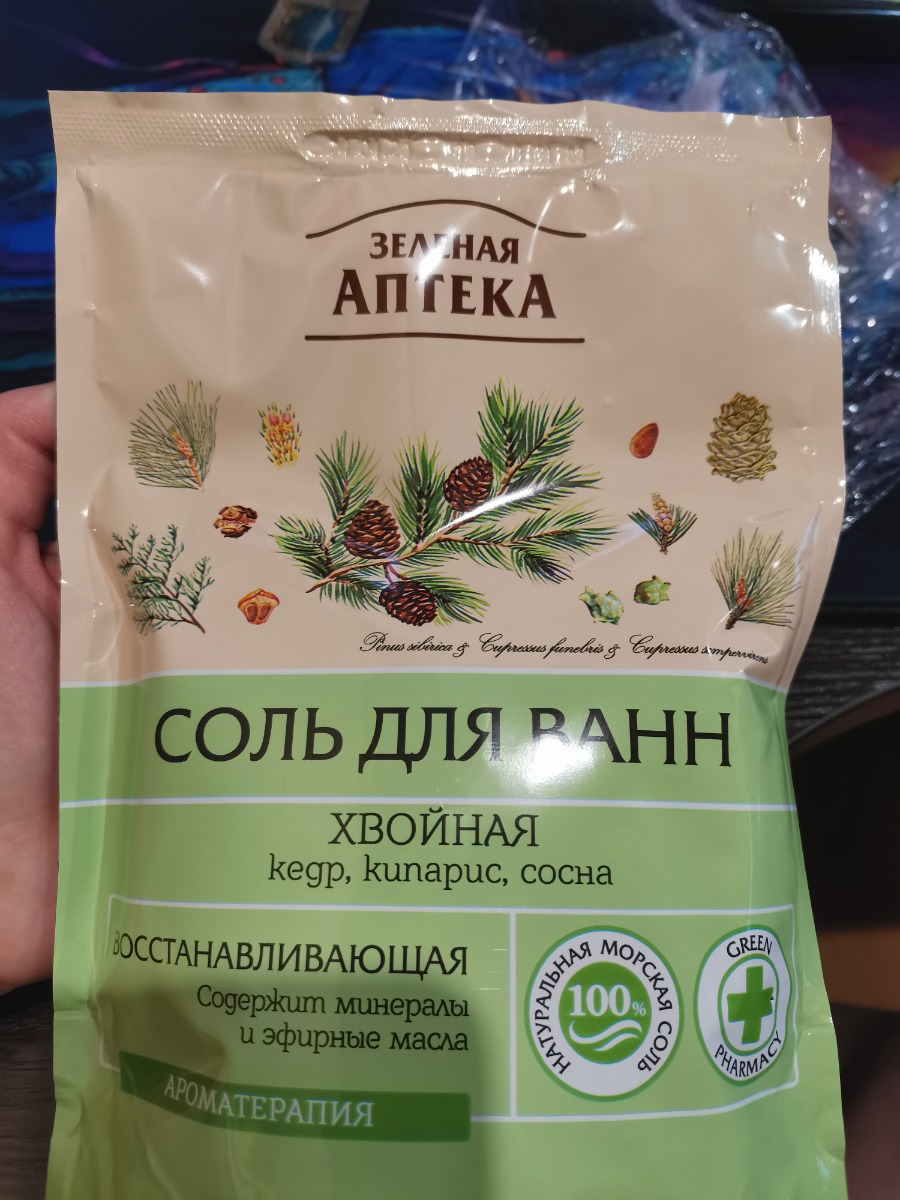 ЗЕЛЕНАЯ
АПТЕКА
Pinus sibirica & Cupressus funebris & Cupressus sempervirens
СОЛЬ ДЛЯ ВАНН
ХВОЙНАЯ
кедр, кипарис, сосна
ВОССТАНАВЛИВАЮЩАЯ
Содержит минералы
и эфирные масла
АРОМАТЕРАПИЯ
НАТУРАЛЬНАЯ МОРСКАЯ СОЛЬ
100%
GREEN
PHARMACY